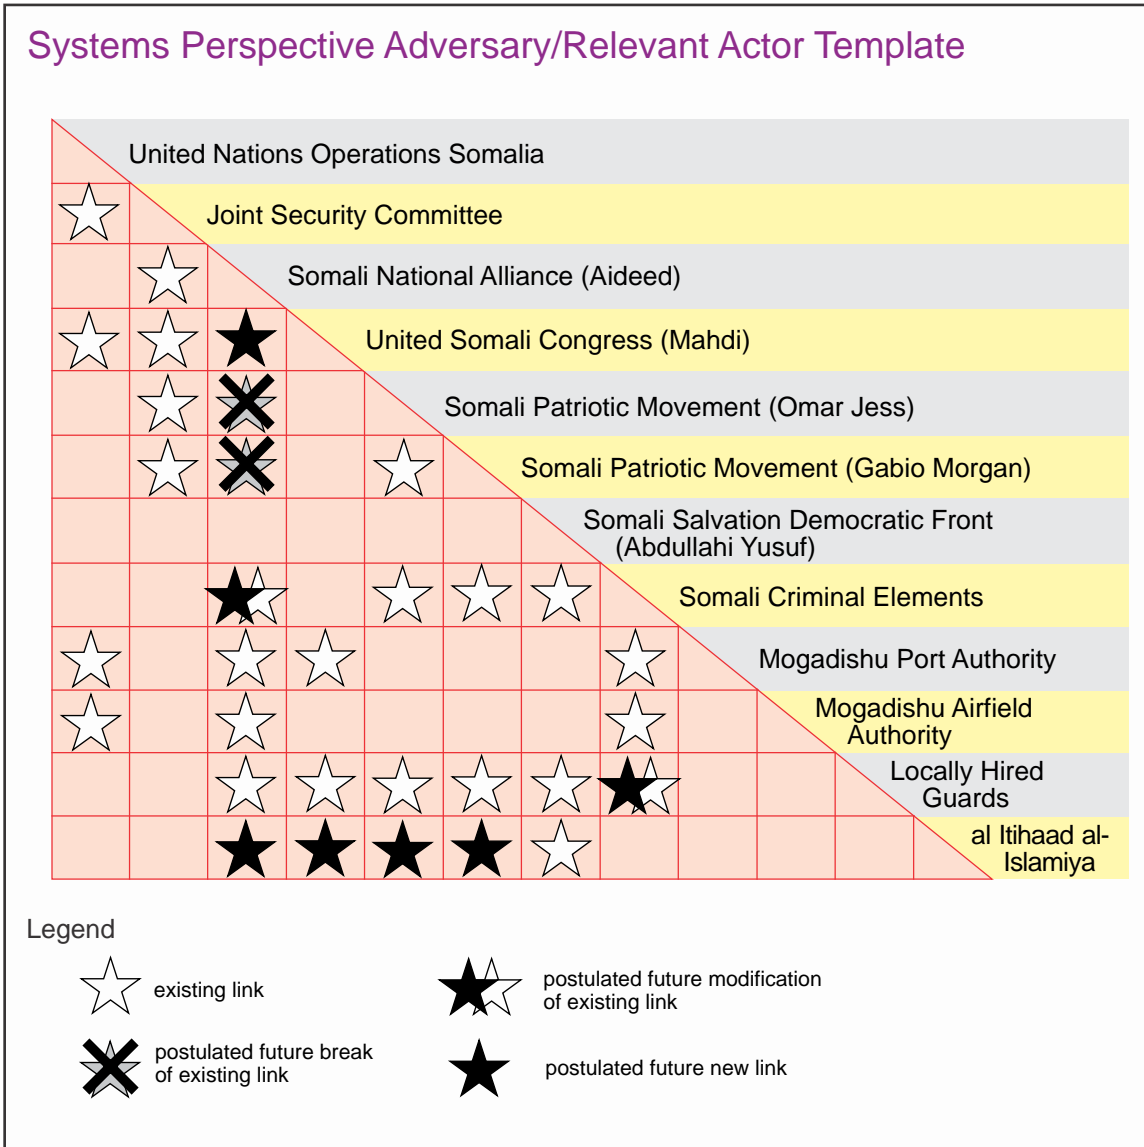 Systems Perspective Adversary/Relevant Actor Template
United Nations Operations Somalia
Joint Security Committee
Somali National Alliance (Aideed)
United Somali Congress (Mahdi)
Somali Patriotic Movement (Omar Jess)
Somali Patriotic Movement (Gabio Morgan)
Somali Salvation Democratic Front
(Abdullahi Yusuf)
Somali Criminal Elements
Mogadishu Port Authority
Mogadishu Airfield
Authority
Locally Hired
Guards
al Itihaad al-
Islamiya
Legend
existing link
postulated future modification
of existing link
postulated future break
of existing link
postulated future new link